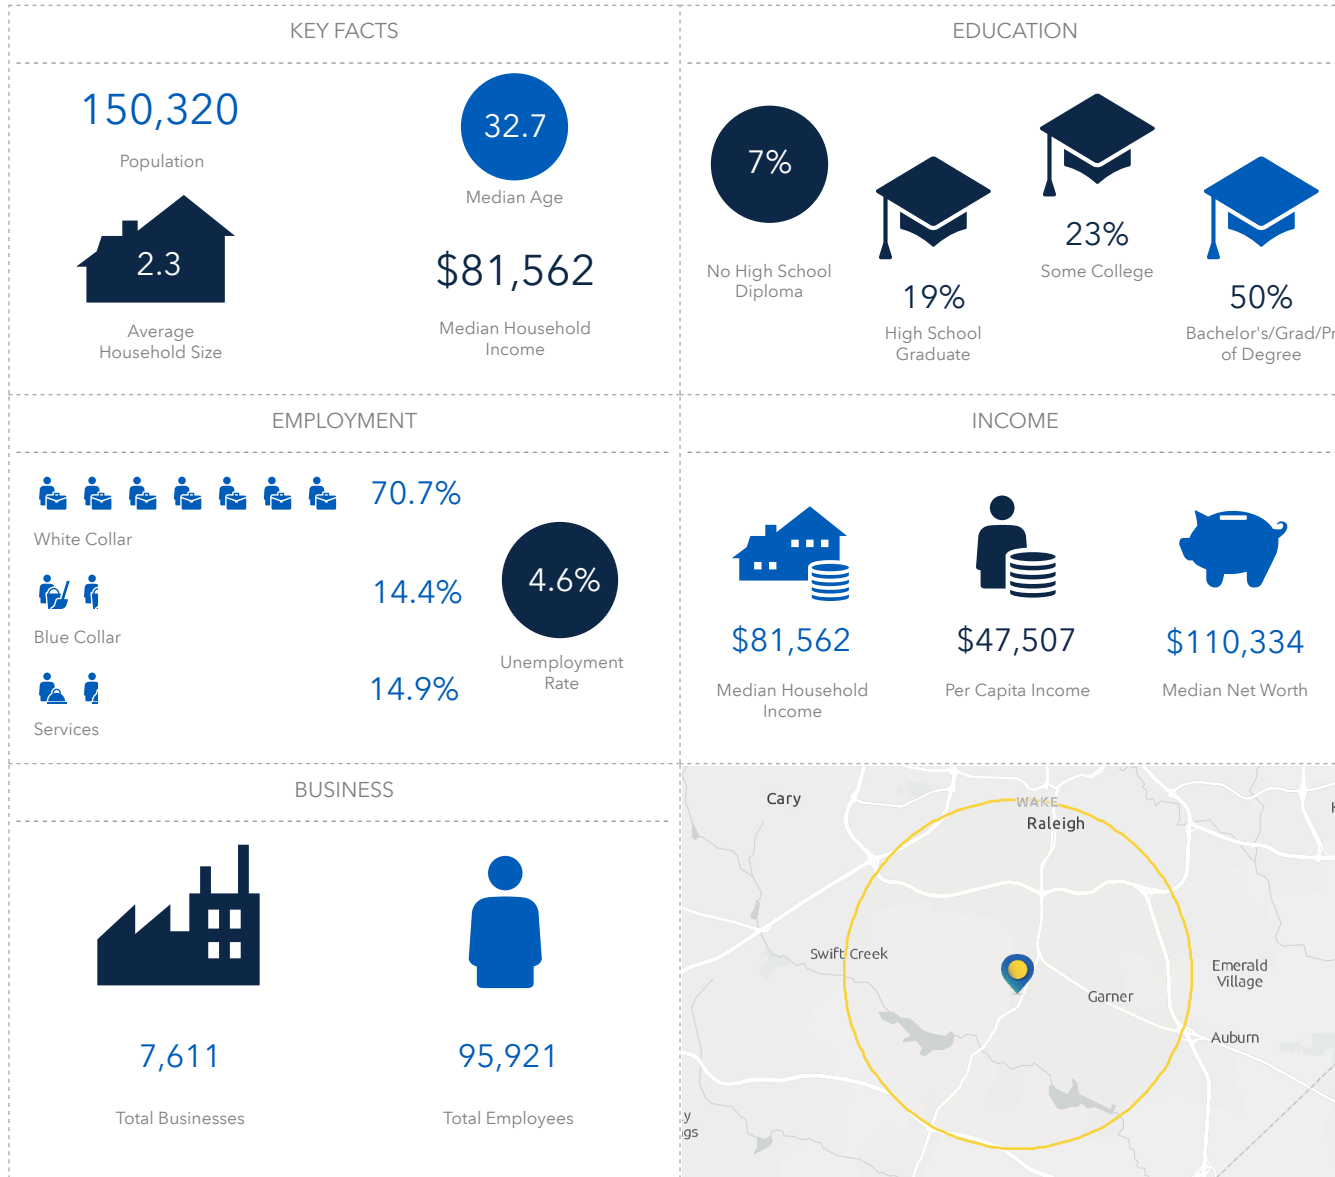 KEY FACTS
150,320
Population
32.7
Median Age
2.3
Average
Household Size
$81,562
Median Household
Income
EDUCATION
7%
No High School
Diploma
19%
High School
Graduate
23%
Some College
50%
Bachelor's/Grad/Pr
of Degree
EMPLOYMENT
70.7%
White Collar
14.4%
Blue Collar
14.9%
Services
4.6%
Unemployment
Rate
INCOME
$81,562
Median Household
Income
$47,507
Per Capita Income
$110,334
Median Net Worth
BUSINESS
7,611
Total Businesses
95,921
Total Employees
Cary
WAKE
Raleigh
Swift Creek
Emerald
Village
Garner
Auburn
y
gs